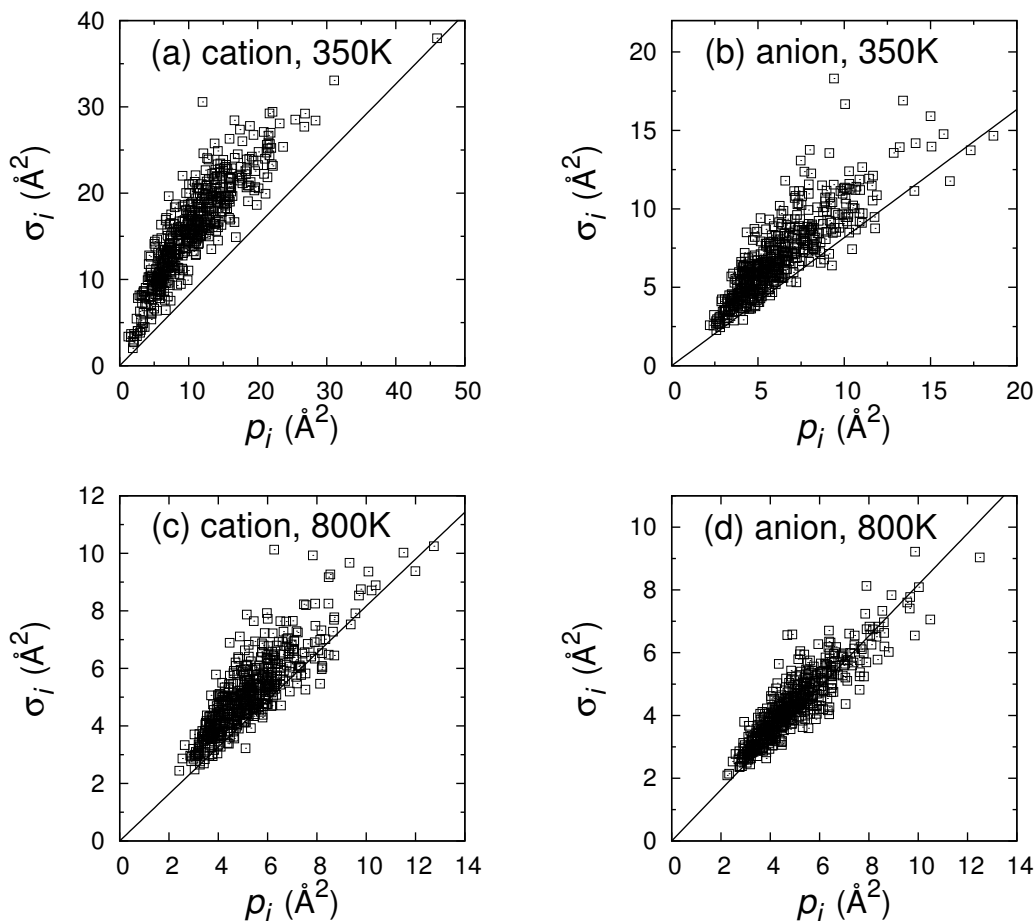 (a) cation, 350K
σi (Å2)
40
30
20
10
0
0 10 20 30 40 50
pi (Å2)
(b) anion, 350K
σi (Å2)
20
15
10
5
0
0 5 10 15 20
pi (Å2)
(c) cation, 800K
σi (Å2)
12
10
8
6
4
2
0
0 2 4 6 8 10 12 14
pi (Å2)
(d) anion, 800K
σi (Å2)
10
8
6
4
2
0
0 2 4 6 8 10 12 14
pi (Å2)